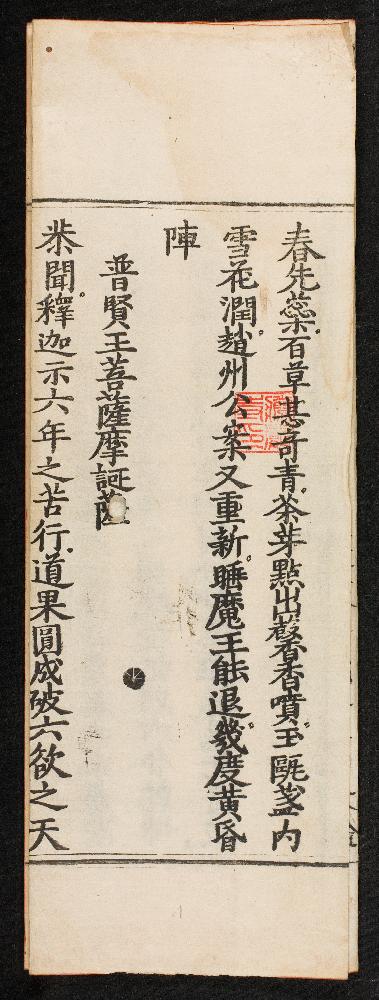 春先蘂百草甚奇青茶芽點出巖香香噴玉甌盞内
雪花潤趙州公案又重新睡魔王能退幾度黄昏
陣
普賢王菩薩摩訶薩
恭聞釋迦示六年之苦行道果圓成破六欲之天